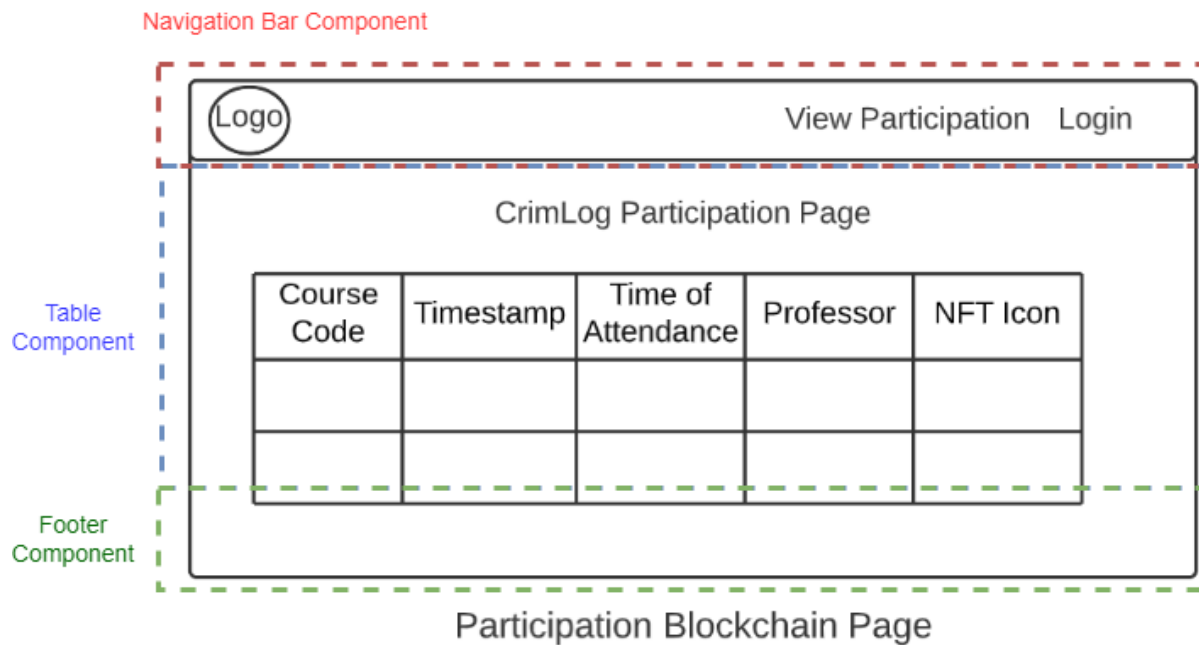 Navigation Bar Component
Logo
View Participation Login
CrimLog Participation Page
Table
Component
Course
Code
Timestamp
Time of
Attendance
Professor
NFT Icon
Footer
Component
Participation Blockchain Page